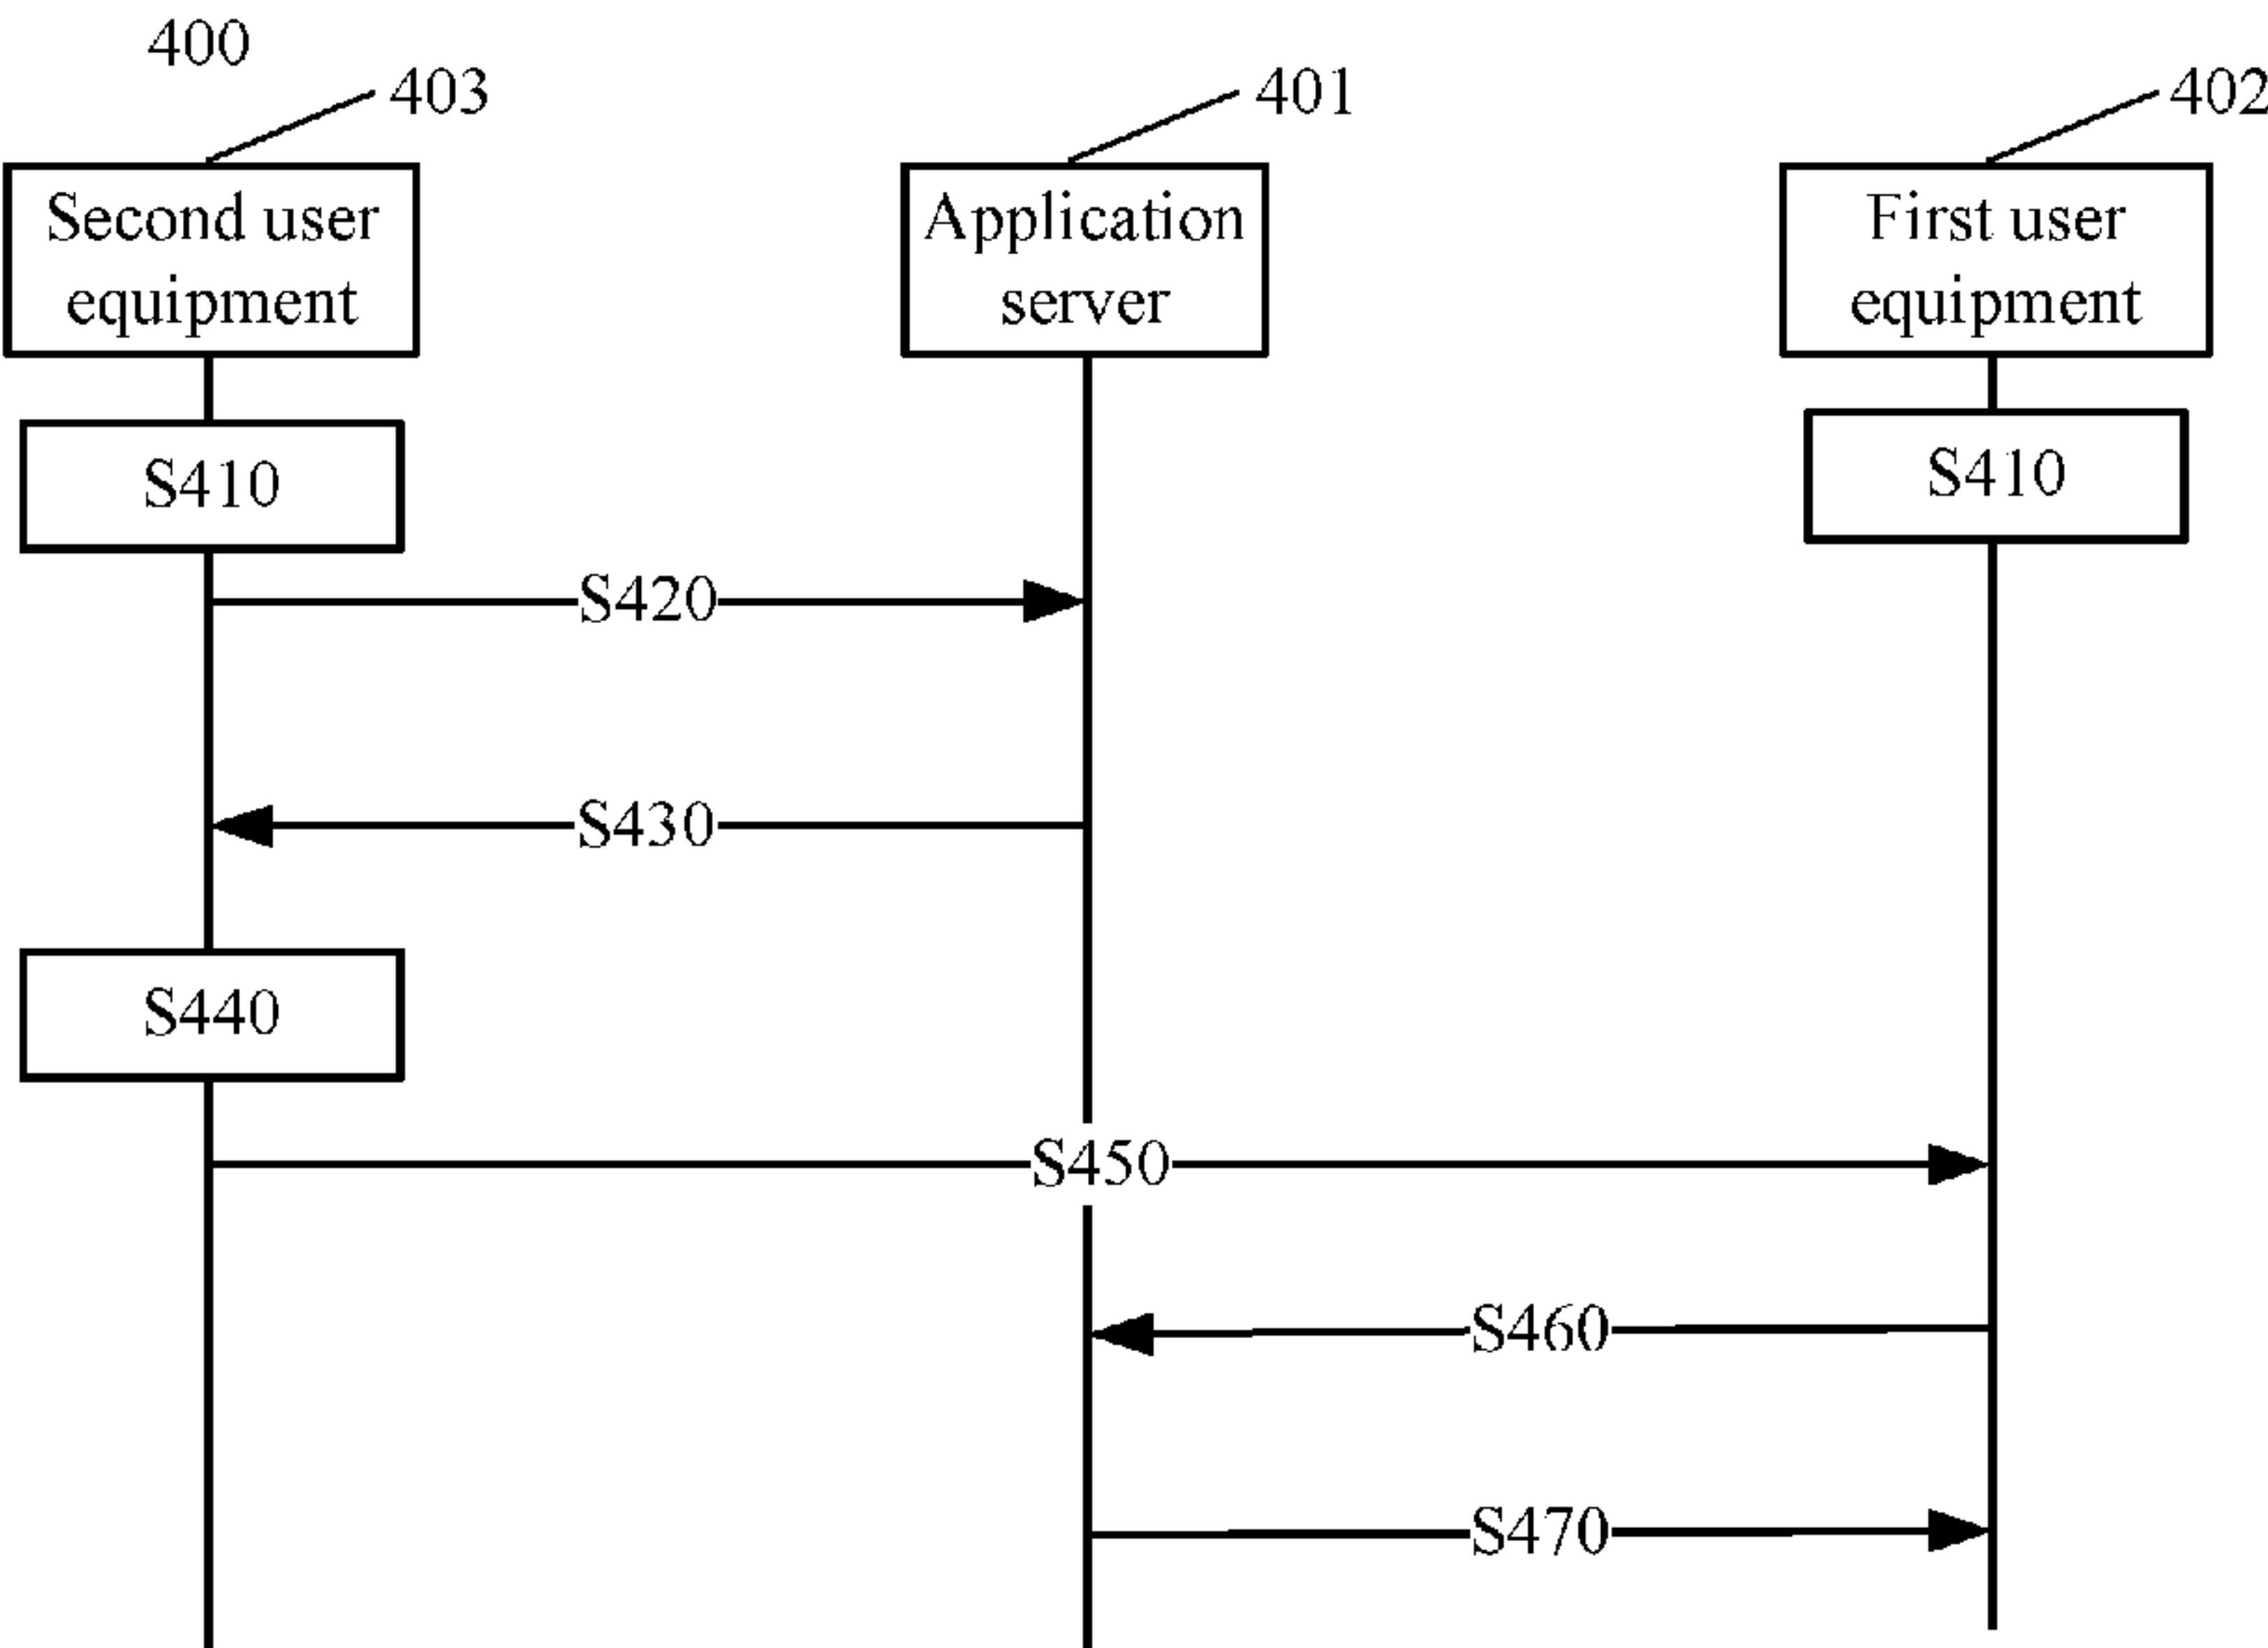 400
403
401
402
Second user
equipment
Application
server
First user
equipment
S410
S410
S420
S430
S440
S450
S460
S470